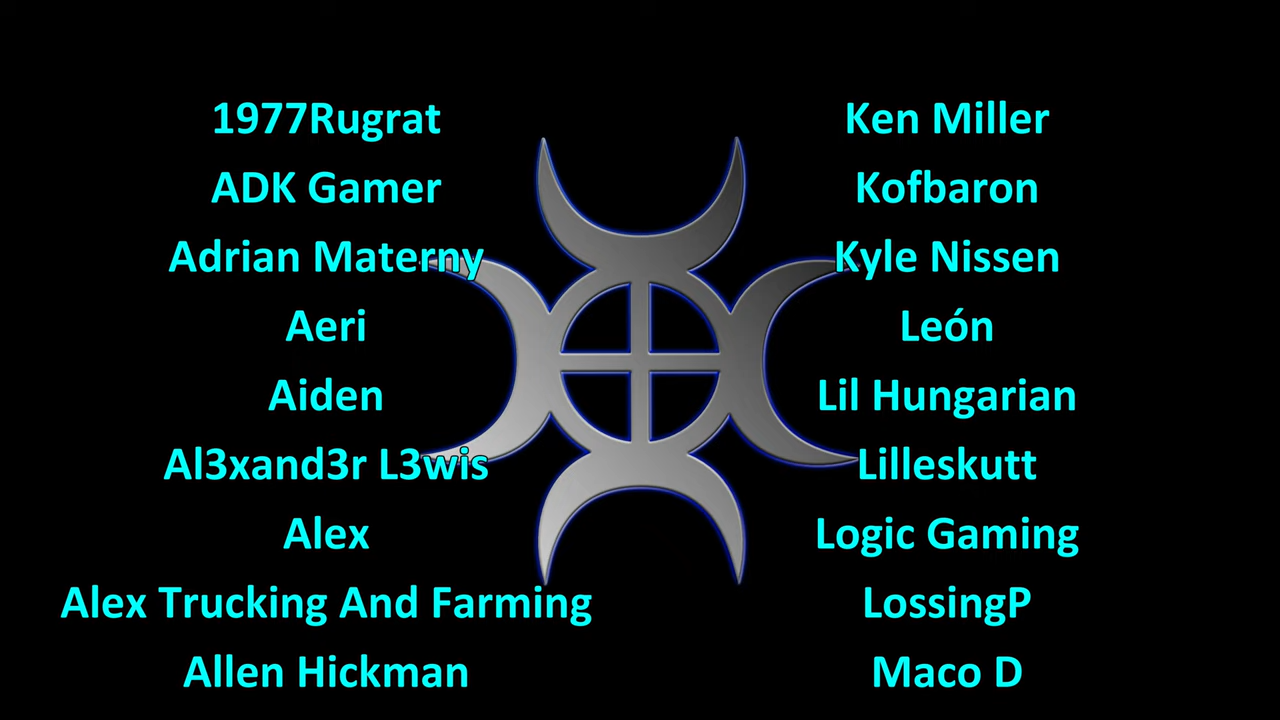 1977Rugrat
ADK Gamer
Adrian Materny
Aeri
Aiden
Al3xand3r L3wis
Alex
Alex Trucking And Farming
Allen Hickman
Ken Miller
Kofbaron
Kyle Nissen
León
Lil Hungarian
Lilleskutt
Logic Gaming
LossingP
Maco D